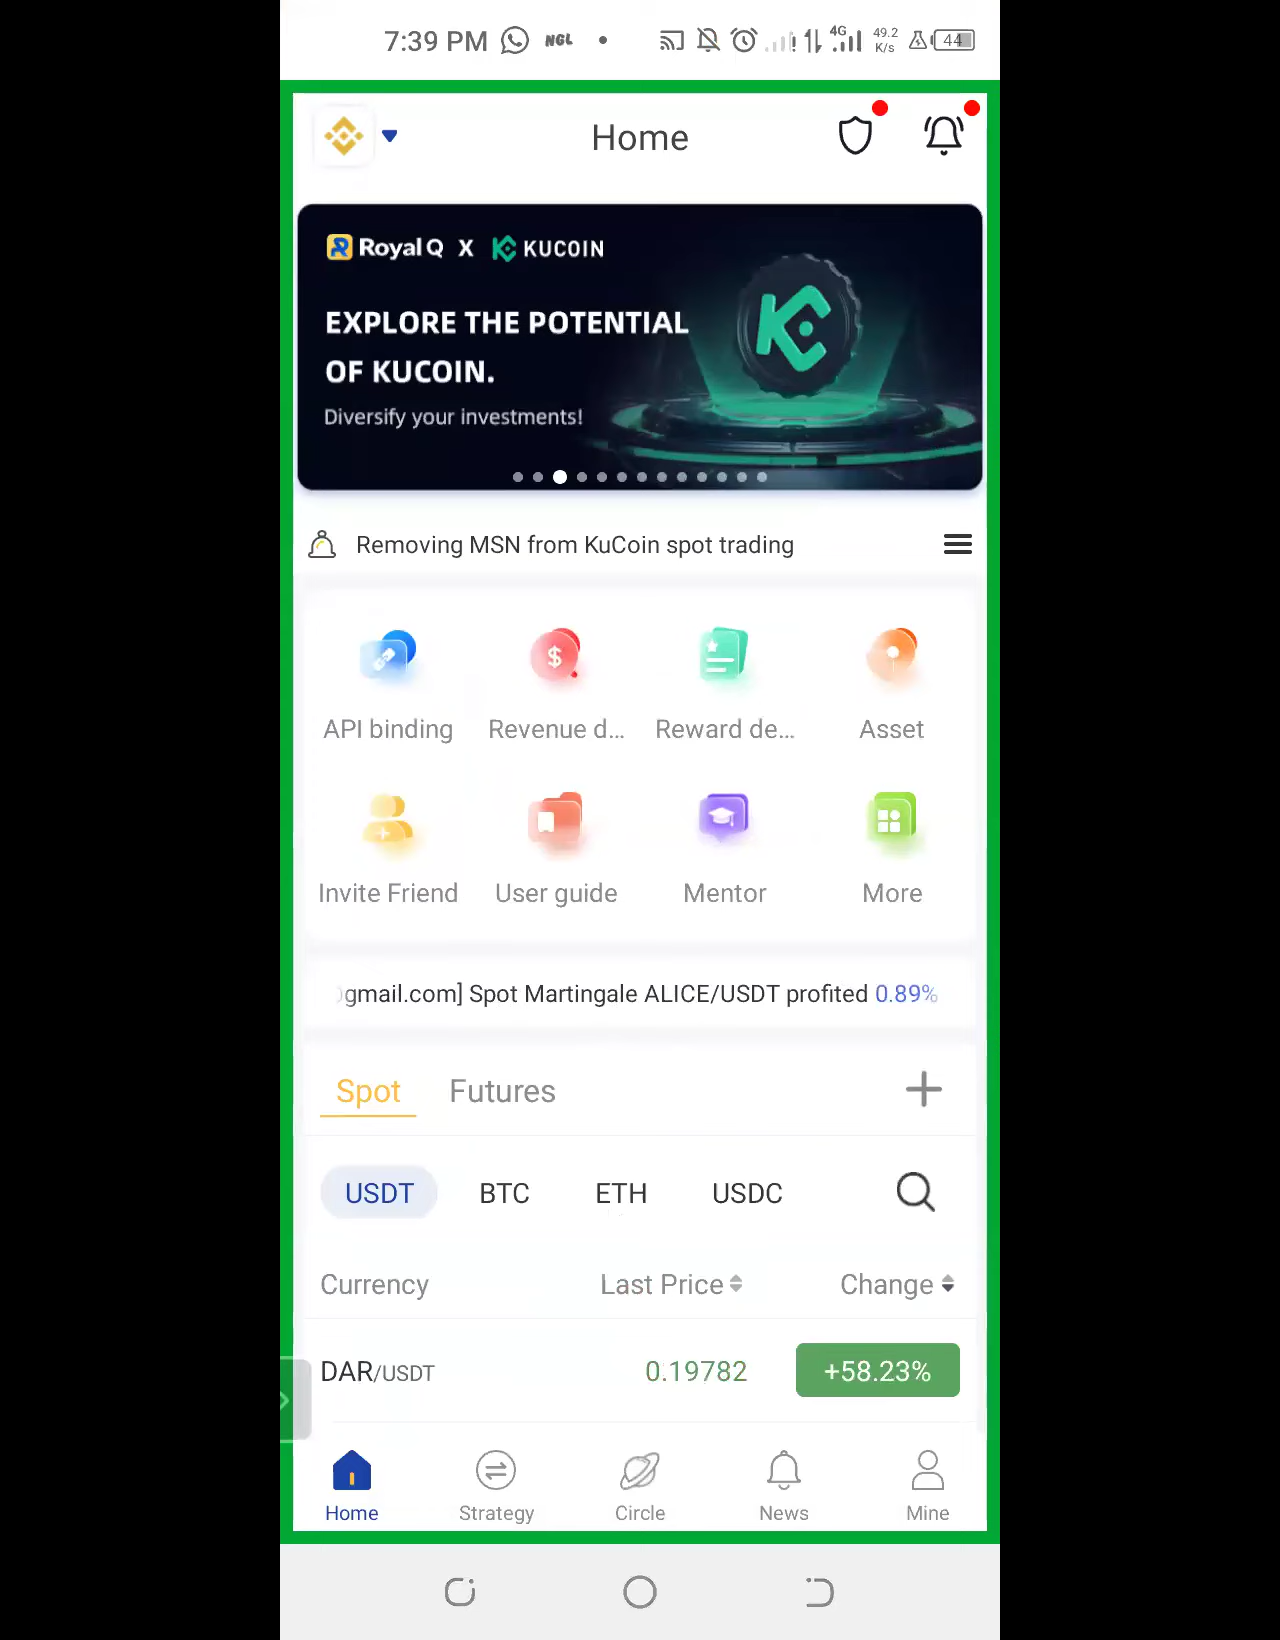 7:39 PM NGL 4G 49.2 K/s 44
Home
Royal Q X KUCOIN
EXPLORE THE POTENTIAL
OF KUCOIN.
Diversify your investments!
Removing MSN from KuCoin spot trading
API binding Revenue d... Reward de... Asset
Invite Friend User guide Mentor More
gmail.com] Spot Martingale ALICE/USDT profited 0.89%
Spot Futures
USDT BTC ETH USDC
Currency Last Price Change
DAR/USDT 0.19782 +58.23%
Home Strategy Circle News Mine